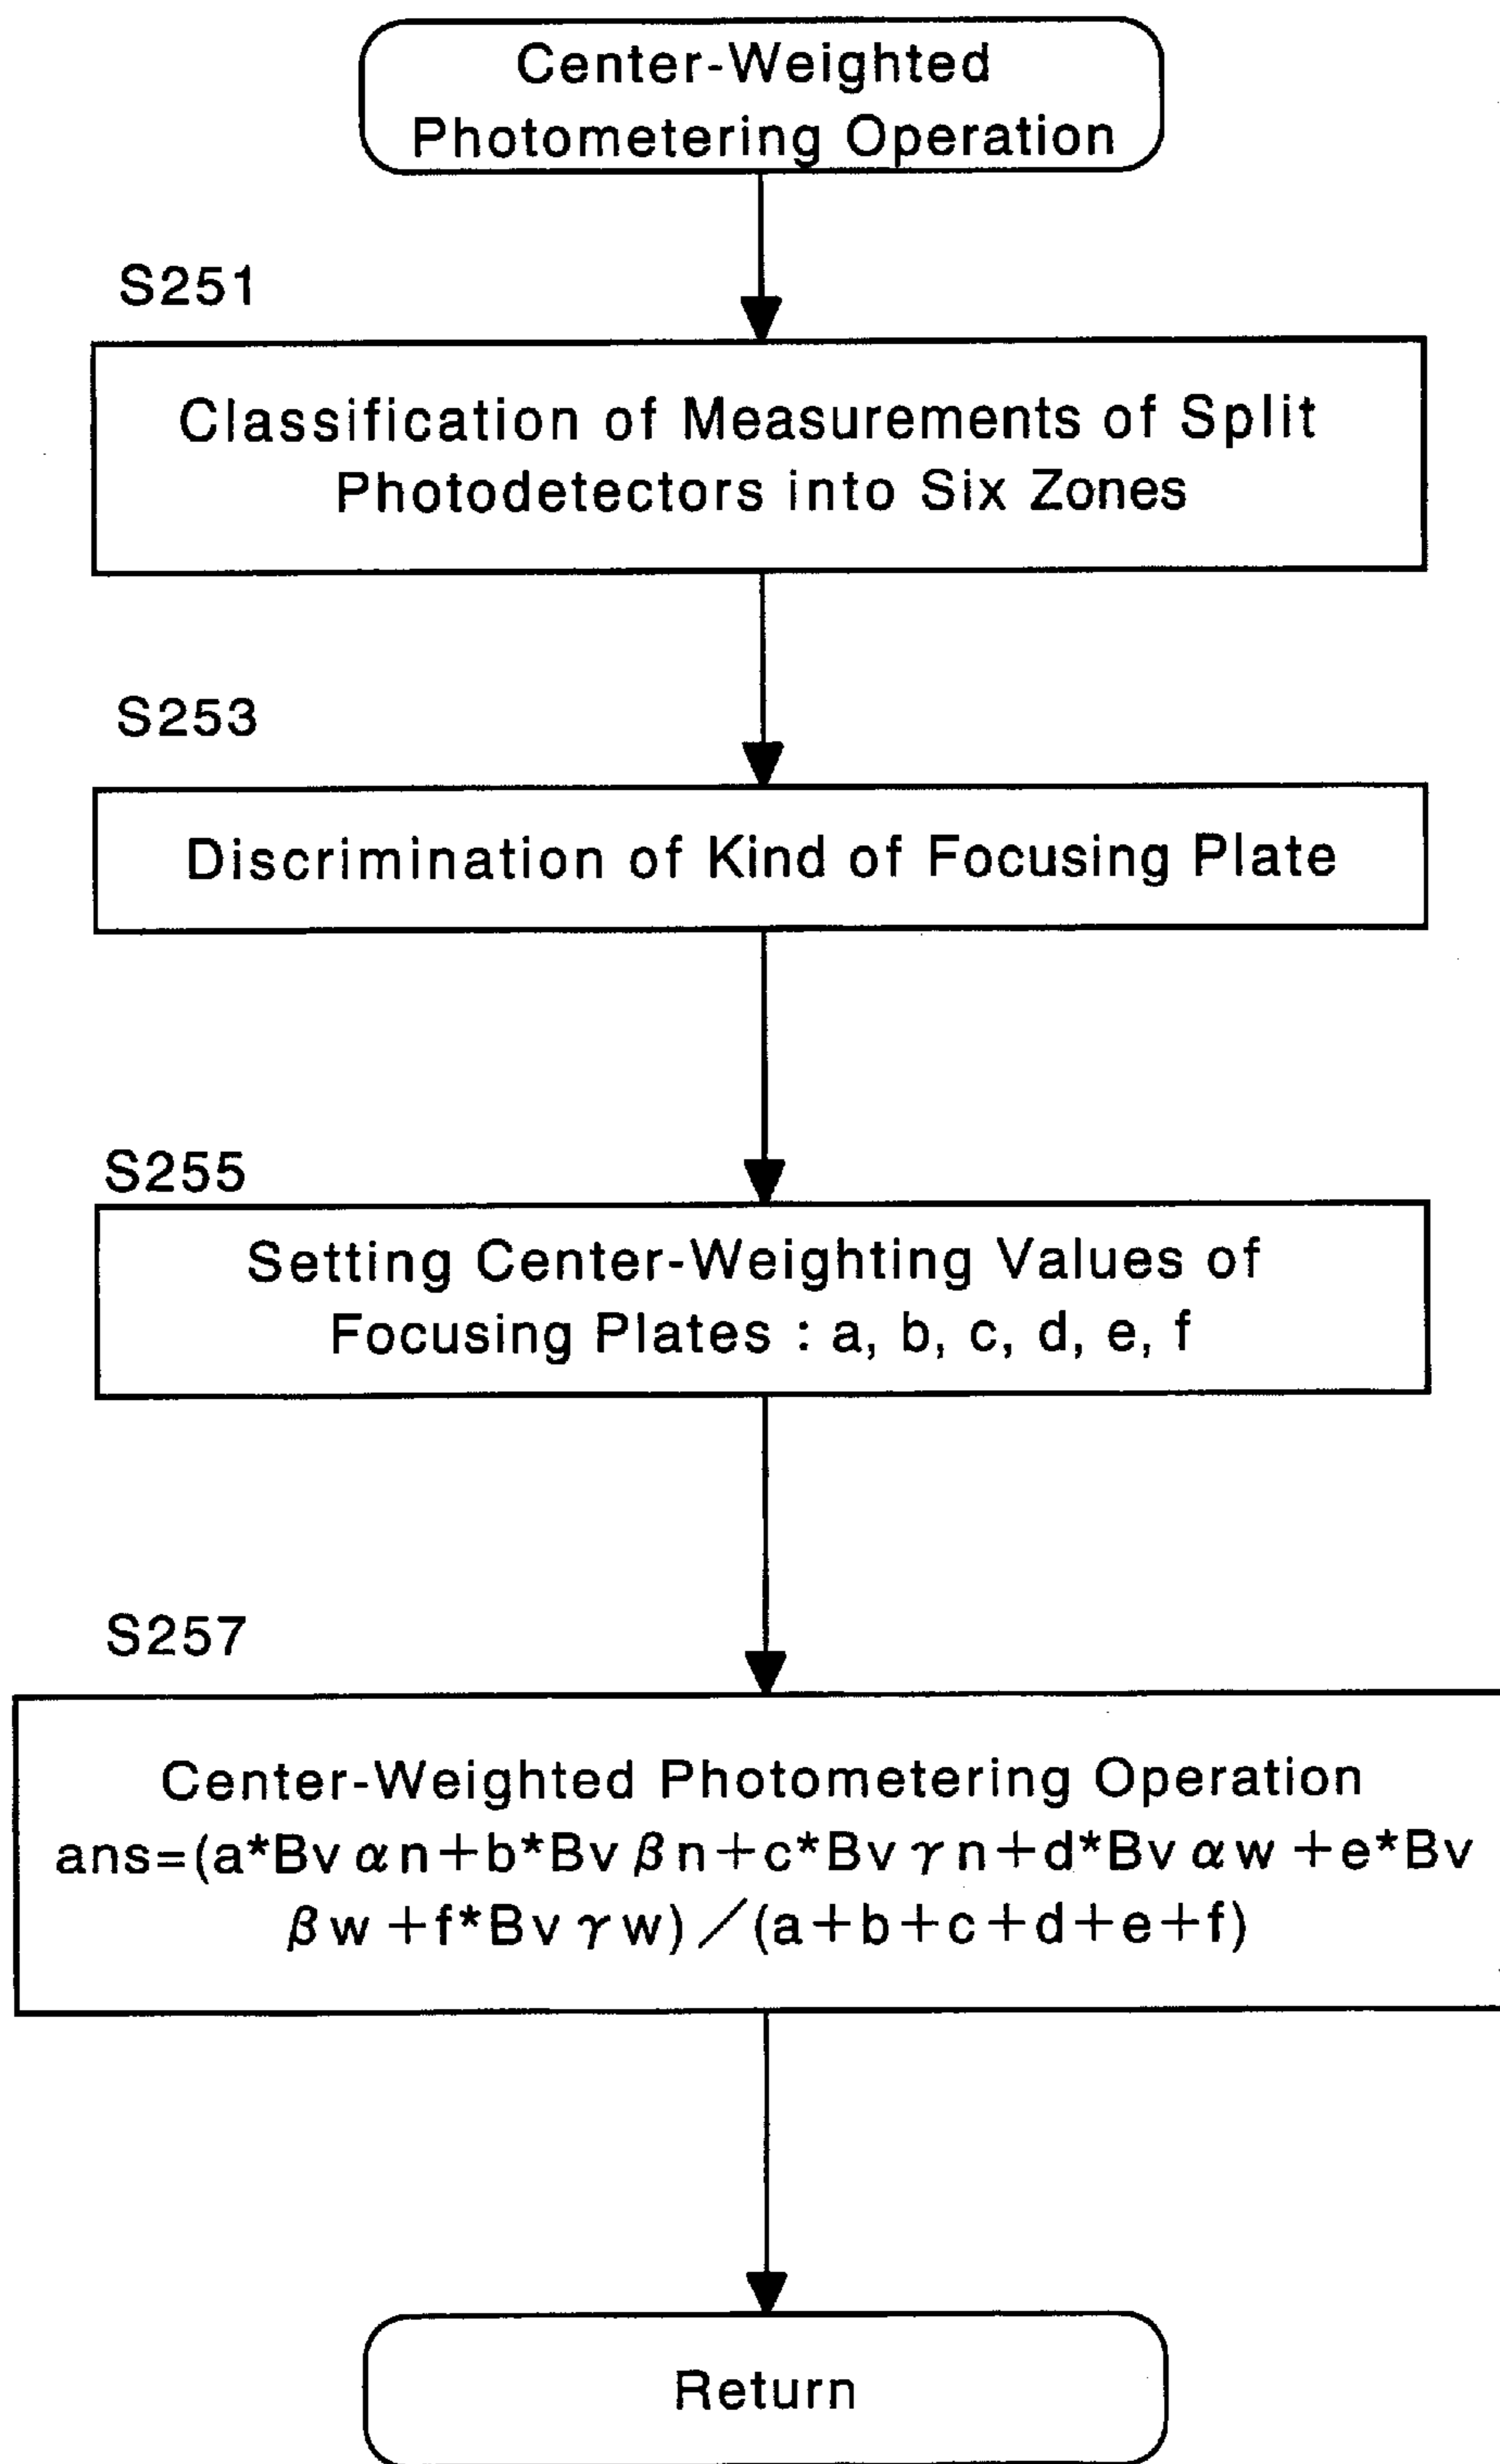 Center-Weighted
Photometering Operation
S251
Classification of Measurements of Split
Photodetectors into Six Zones
S253
Discrimination of Kind of Focusing Plate
S255
Setting Center-Weighting Values of
Focusing Plates : a, b, c, d, e, f
S257
Center-Weighted Photometering Operation
ans=(a*Bvαn+b*Bvβn+c*Bvγn+d*Bvαw+e*Bv
βw+f*Bvγw)/(a+b+c+d+e+f)
Return